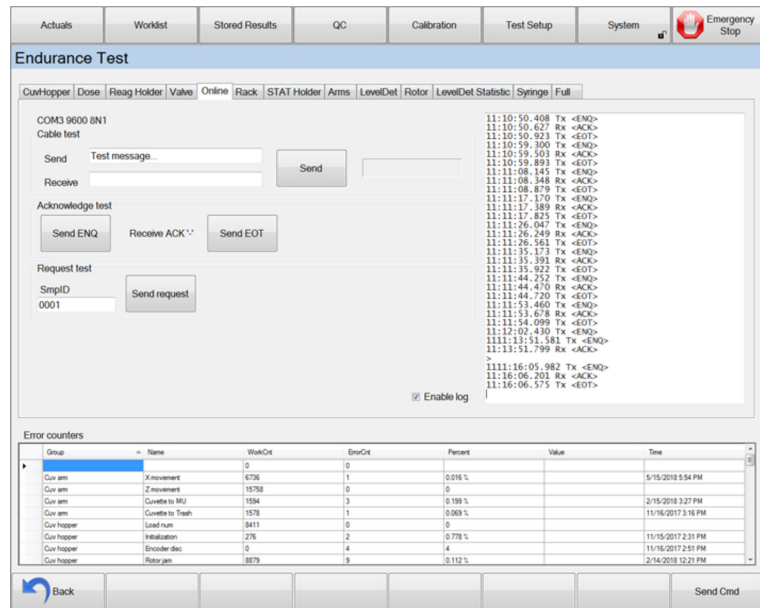 Actuals Worklist Stored Results QC Calibration Test Setup System Emergency Stop
Endurance Test
CuvHopper Dose Reag Holder Valve Online Rack STAT Holder Arms LevelDet Rotor LevelDet Statistic Syringe Full
COM3 9600 8N1
Cable test
Send Test message... Send
Receive
Acknowledge test
Send ENQ Receive ACK '-' Send EOT
Request test
SmpID
0001 Send request
Enable log
11:10:50.408 Tx <ENQ>
11:10:50.627 Rx <ACK>
11:10:50.923 Tx <EOT>
11:10:59.300 Tx <ENQ>
11:10:59.503 Rx <ACK>
11:10:59.893 Tx <EOT>
11:11:08.145 Tx <ENQ>
11:11:08.348 Rx <ACK>
11:11:08.879 Tx <EOT>
11:11:17.170 Tx <ENQ>
11:11:17.389 Rx <ACK>
11:11:17.825 Tx <EOT>
11:11:26.047 Tx <ENQ>
11:11:26.249 Rx <ACK>
11:11:26.561 Tx <EOT>
11:11:35.173 Tx <ENQ>
11:11:35.391 Rx <ACK>
11:11:35.922 Tx <EOT>
11:11:44.252 Tx <ENQ>
11:11:44.470 Rx <ACK>
11:11:44.720 Tx <EOT>
11:11:53.460 Tx <ENQ>
11:11:53.678 Rx <ACK>
11:11:54.099 Tx <EOT>
11:12:02.430 Tx <ENQ>
1111:13:51.581 Tx <ENQ>
11:13:51.799 Rx <ACK>
>
1111:16:05.982 Tx <ENQ>
11:16:06.201 Rx <ACK>
11:16:06.575 Tx <EOT>
Error counters
Group Name WorkCnt ErrorCnt Percent Value Time
0 0
Cuv arm X movement 6736 1 0.016 % 5/15/2018 5:54 PM
Cuv arm Z movement 15758 0 0
Cuv arm Cuvette to MU 1594 3 0.199 % 2/15/2018 3:27 PM
Cuv arm Cuvette to Trash 1578 1 0.069 % 11/16/2017 3:16 PM
Cuv hopper Load num 8411 0 0
Cuv hopper Initialization 276 2 0.778 % 11/15/2017 2:31 PM
Cuv hopper Encoder disc 0 4 4 11/16/2017 2:51 PM
Cuv hopper Rotor jam 8879 9 0.112 % 2/14/2018 12:21 PM
Back Send Cmd